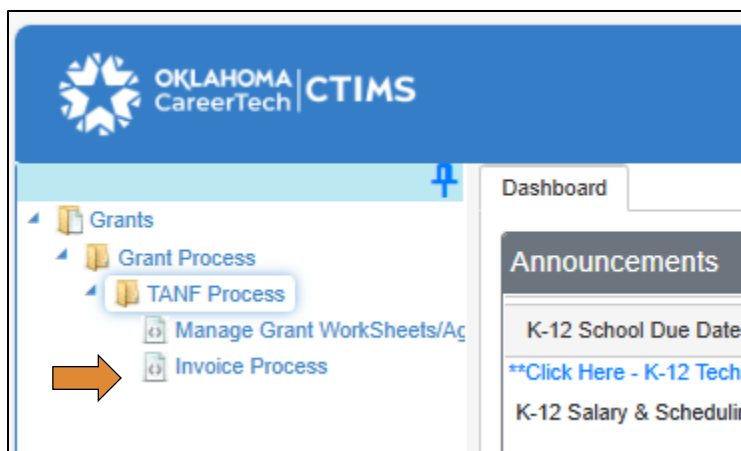 OKLAHOMA
CareerTech
CTIMS
Dashboard
Grants
Grant Process
TANF Process
Manage Grant WorkSheets/Ag
Invoice Process
Announcements
K-12 School Due Date
**Click Here - K-12 Tech
K-12 Salary & Scheduli